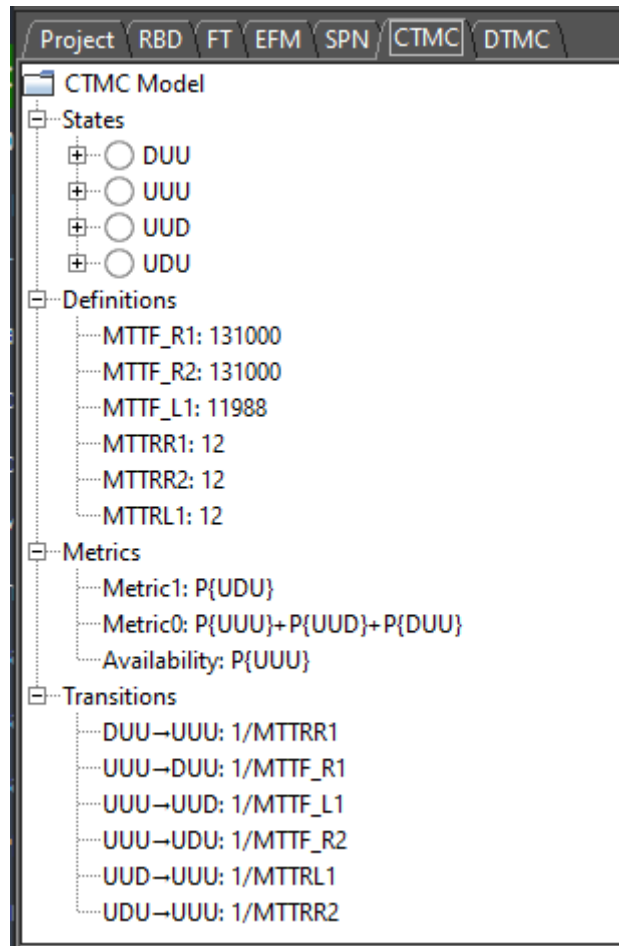 Project RBD FT EFM SPN CTMC DTMC
CTMC Model
States
DUU
UUU
UUD
UDU
Definitions
MTTF_R1: 131000
MTTF_R2: 131000
MTTF_L1: 11988
MTTRR1: 12
MTTRR2: 12
MTTRL1: 12
Metrics
Metric1: P{UDU}
Metric0: P{UUU}+P{UUD}+P{DUU}
Availability: P{UUU}
Transitions
DUU→UUU: 1/MTTRR1
UUU→DUU: 1/MTTF_R1
UUU→UUD: 1/MTTF_L1
UUU→UDU: 1/MTTF_R2
UUD→UUU: 1/MTTRL1
UDU→UUU: 1/MTTRR2